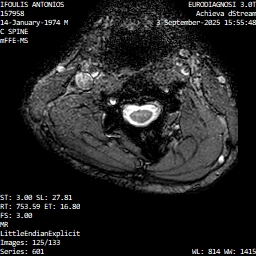 IFOULIS ANTONIOS
157958
14-January-1974 M
C SPINE
mFFE-MS
EURODIAGNOSI 3.0T
Achieva dStream
3-September-2025 15:55:48
ST: 3.00 SL: 27.81
RT: 753.59 ET: 16.80
FS: 3.00
MR
LittleEndianExplicit
Images: 125/133
Series: 601
WL: 814 WW: 1415